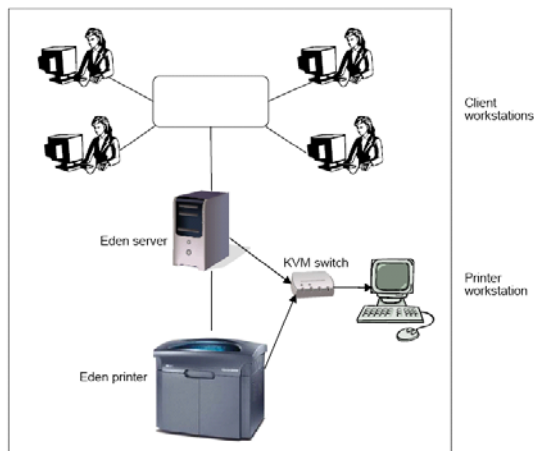 Client
workstations
Eden server
KVM switch
Printer
workstation
Eden printer